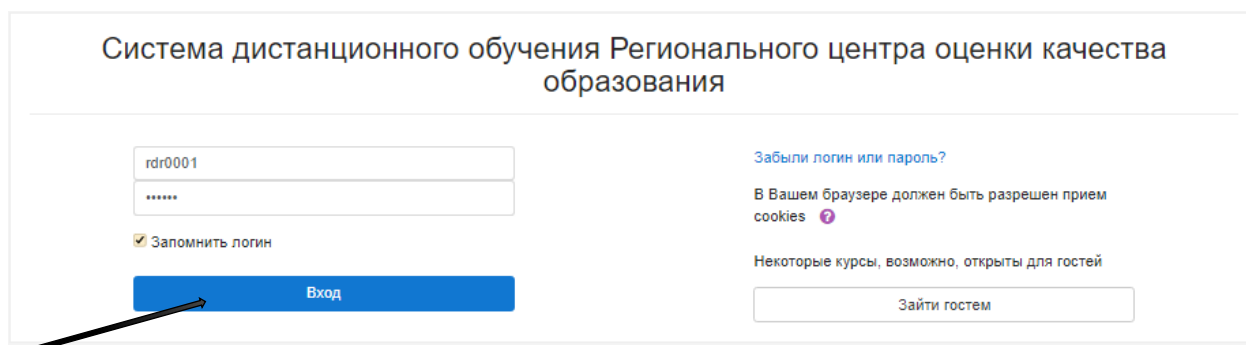 Система дистанционного обучения Регионального центра оценки качества
образования
rdr0001
••••••
Запомнить логин
Вход
Забыли логин или пароль?
В Вашем браузере должен быть разрешен прием
cookies ?
Некоторые курсы, возможно, открыты для гостей
Зайти гостем